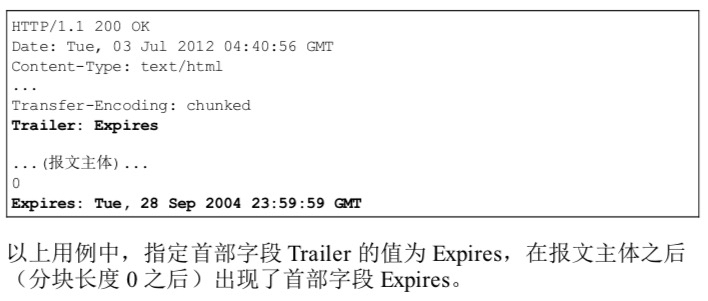 HTTP/1.1 200 OK
Date: Tue, 03 Jul 2012 04:40:56 GMT
Content-Type: text/html
...
Transfer-Encoding: chunked
Trailer: Expires
...(报文主体)...
0
Expires: Tue, 28 Sep 2004 23:59:59 GMT
以上用例中，指定首部字段 Trailer 的值为 Expires，在报文主体之后
（分块长度 0 之后）出现了首部字段 Expires。